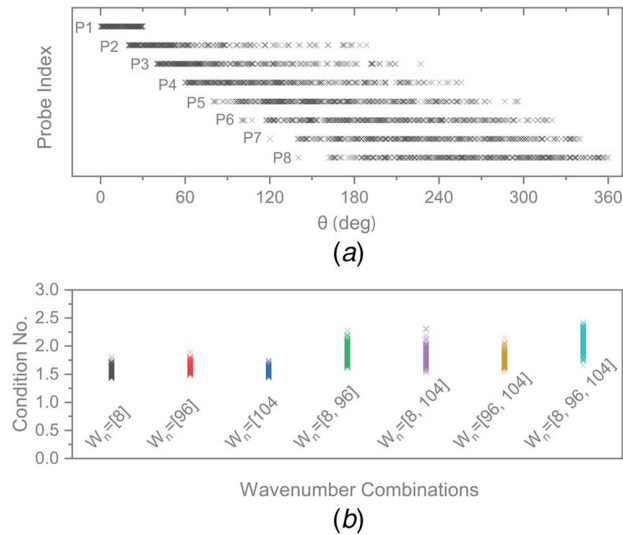 Probe Index
P1
P2
P3
P4
P5
P6
P7
P8
0 60 120 180 240 300 360
θ (deg)
(a)
Condition No.
3.0
2.5
2.0
1.5
1.0
0.5
0.0
Wn=[8]
Wn=[96]
Wn=[104
Wn=[8, 96]
Wn=[8, 104]
Wn=[96, 104]
Wn=[8, 96, 104]
Wavenumber Combinations
(b)